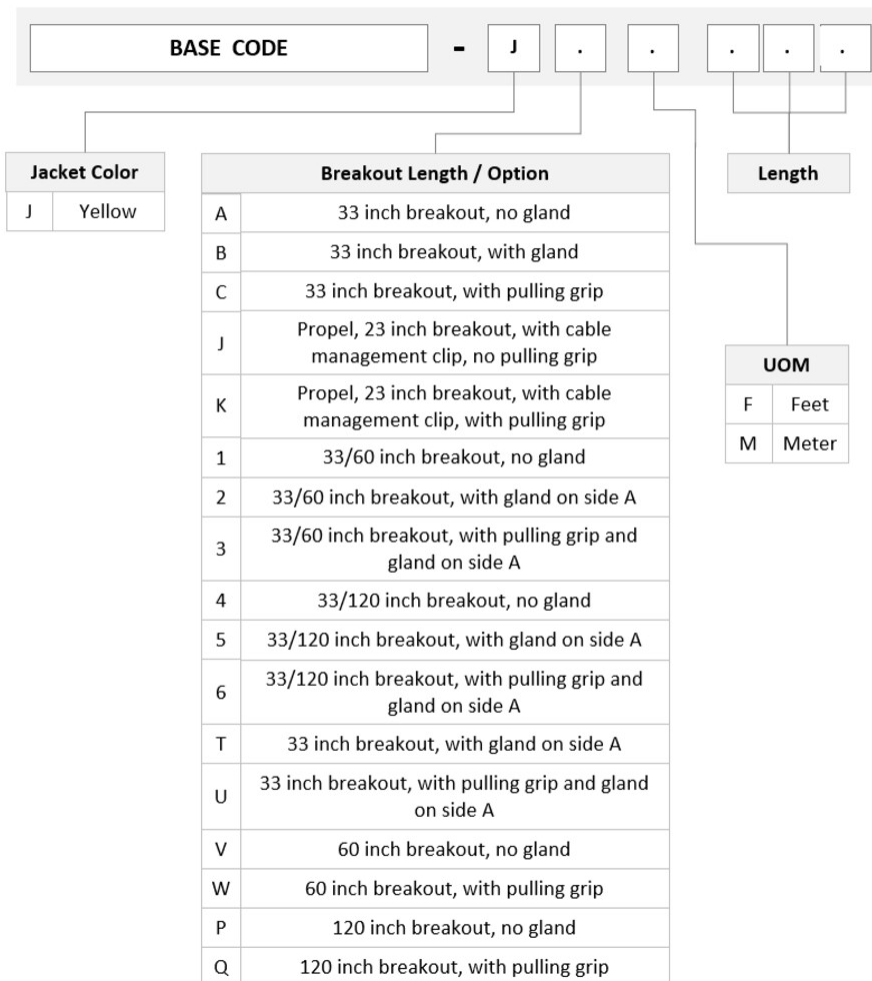 BASE CODE - J . . . . .
Jacket Color
J Yellow
Breakout Length / Option
A 33 inch breakout, no gland
B 33 inch breakout, with gland
C 33 inch breakout, with pulling grip
J Propel, 23 inch breakout, with cable
management clip, no pulling grip
K Propel, 23 inch breakout, with cable
management clip, with pulling grip
1 33/60 inch breakout, no gland
2 33/60 inch breakout, with gland on side A
3 33/60 inch breakout, with pulling grip and
gland on side A
4 33/120 inch breakout, no gland
5 33/120 inch breakout, with gland on side A
6 33/120 inch breakout, with pulling grip and
gland on side A
T 33 inch breakout, with gland on side A
U 33 inch breakout, with pulling grip and gland
on side A
V 60 inch breakout, no gland
W 60 inch breakout, with pulling grip
P 120 inch breakout, no gland
Q 120 inch breakout, with pulling grip
Length
UOM
F Feet
M Meter